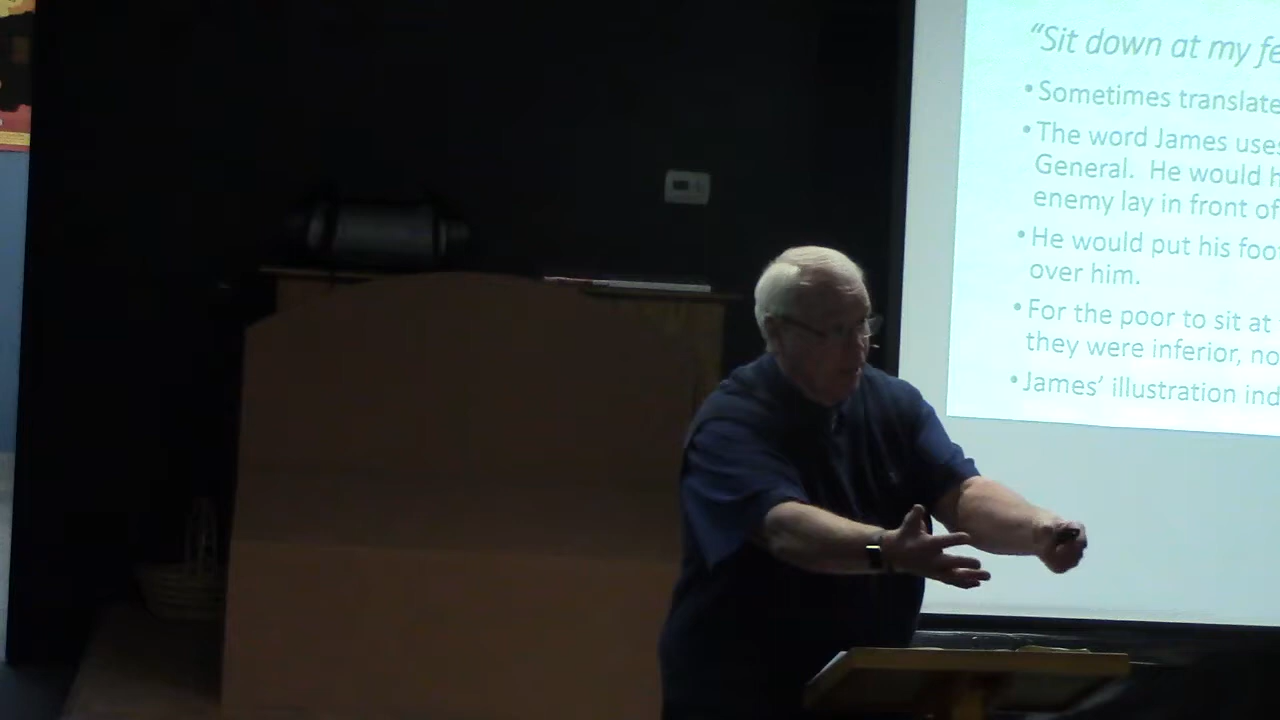 “Sit down at my fe
• Sometimes translate
• The word James uses
General. He would h
enemy lay in front of
• He would put his foo
over him.
• For the poor to sit at
they were inferior, no
• James’ illustration ind